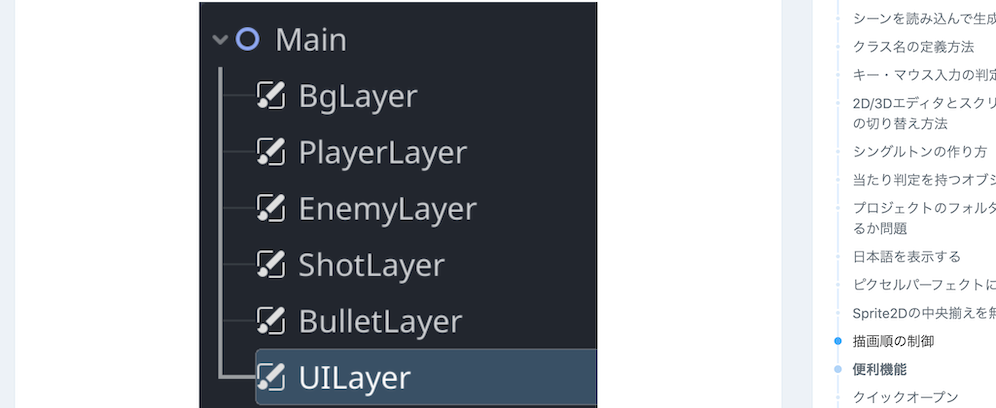 Main
BgLayer
PlayerLayer
EnemyLayer
ShotLayer
BulletLayer
UILayer
シーンを読み込んで生成
クラス名の定義方法
キー・マウス入力の判定
2D/3Dエディタとスクリ
の切り替え方法
シングルトンの作り方
当たり判定を持つオブジ
プロジェクトのフォルダ
るか問題
日本語を表示する
ピクセルパーフェクトに
Sprite2Dの中央揃えを無
描画順の制御
便利機能
クイックオープン